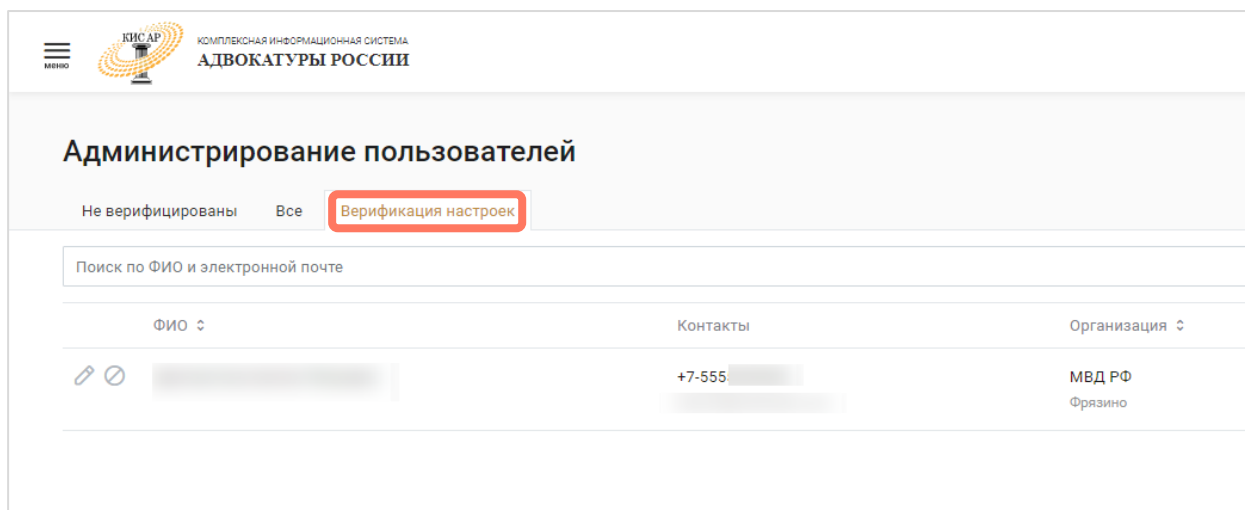 КИС АР
КОМПЛЕКСНАЯ ИНФОРМАЦИОННАЯ СИСТЕМА
АДВОКАТУРЫ РОССИИ
меню
Администрирование пользователей
Не верифицированы Все Верификация настроек
Поиск по ФИО и электронной почте
ФИО Контакты Организация
+7-555 МВД РФ
Фрязино